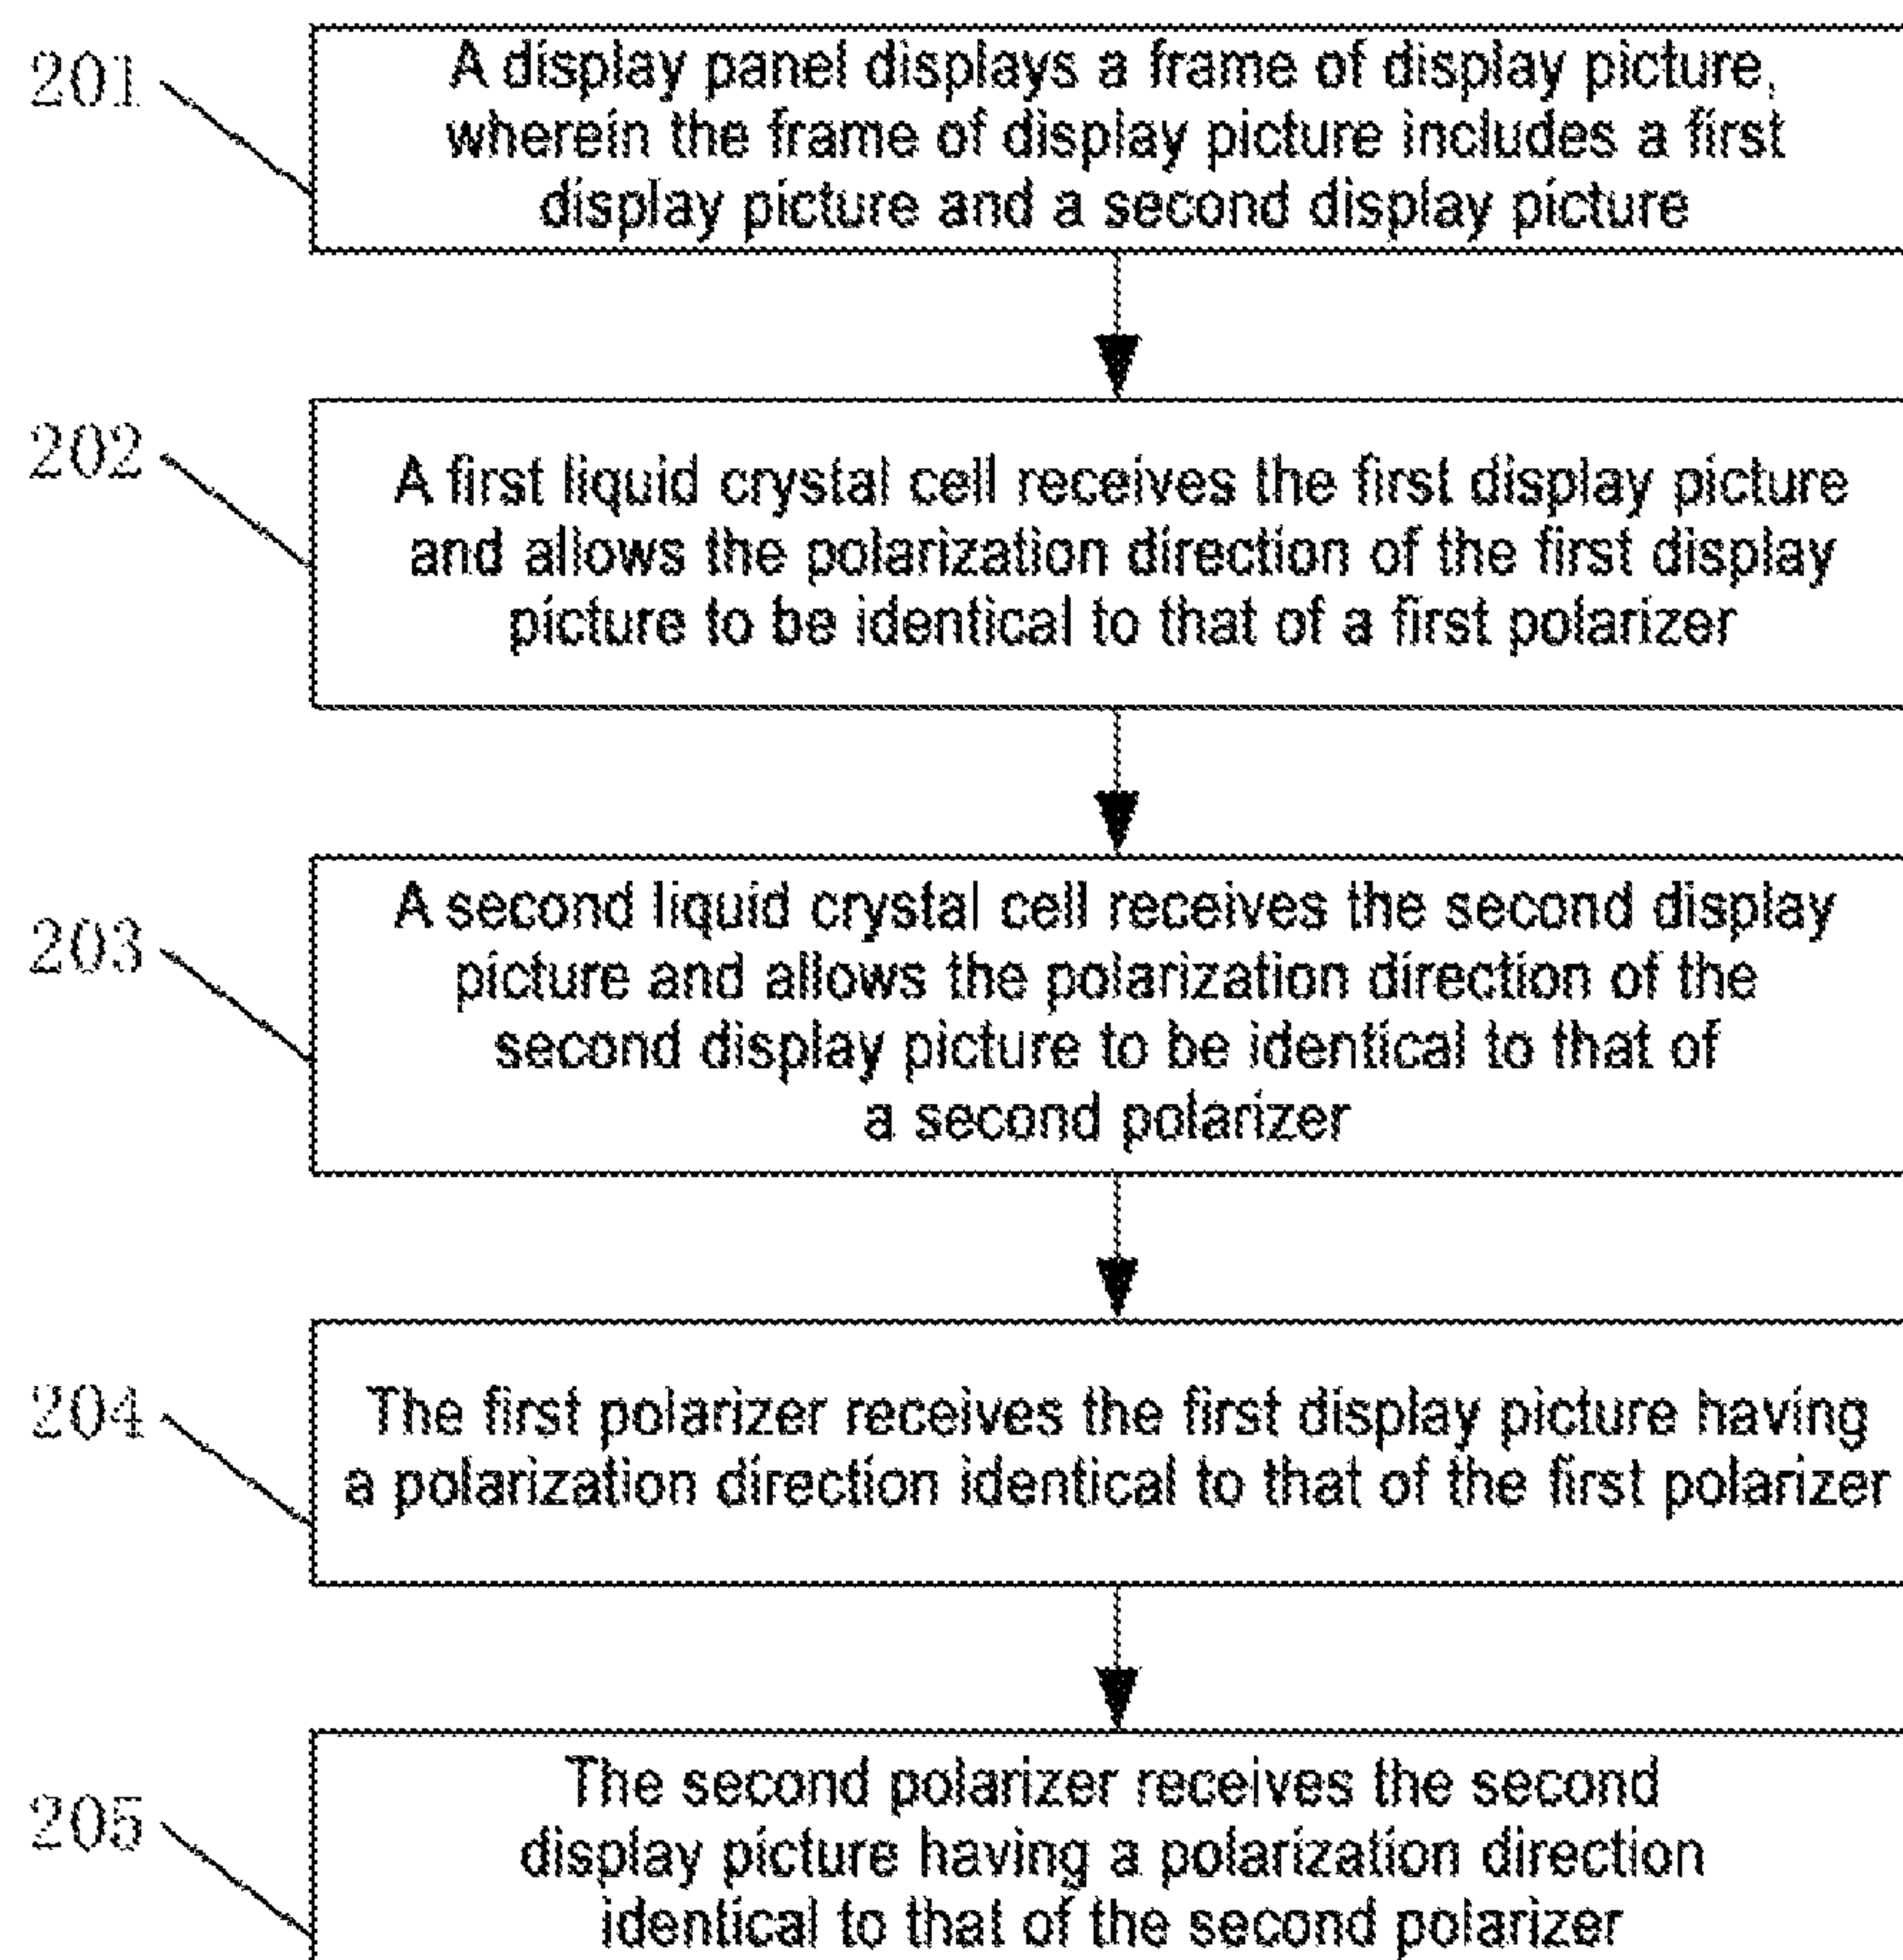 201
A display panel displays a frame of display picture,
wherein the frame of display picture includes a first
display picture and a second display picture
202
A first liquid crystal cell receives the first display picture
and allows the polarization direction of the first display
picture to be identical to that of a first polarizer
203
A second liquid crystal cell receives the second display
picture and allows the polarization direction of the
second display picture to be identical to that of
a second polarizer
204
The first polarizer receives the first display picture having
a polarization direction identical to that of the first polarizer
205
The second polarizer receives the second
display picture having a polarization direction
identical to that of the second polarizer